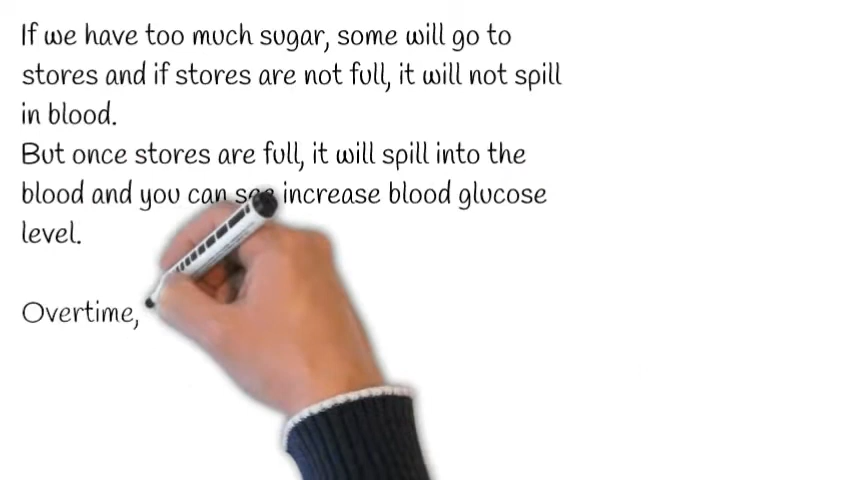 If we have too much sugar, some will go to
stores and if stores are not full, it will not spill
in blood.
But once stores are full, it will spill into the
blood and you can see increase blood glucose
level.
Overtime,